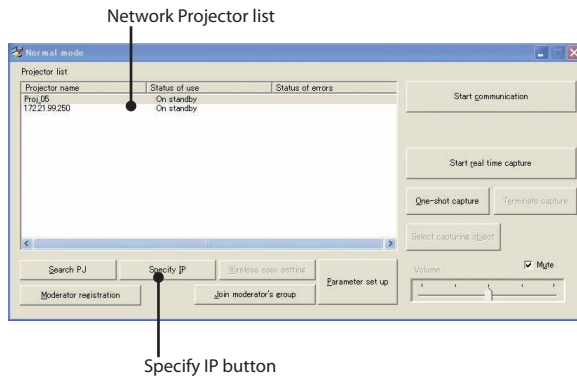 Network Projector list
Normal mode
Projector list
Projector name Status of use Status of errors
Proj_05 On standby
172.21.99.250 On standby
Start communication
Start real time capture
One-shot capture Terminate capture
Select capturing object
Search PJ Specify IP Wireless easy setting Parameter set up
Moderator registration Join moderator's group
Volume Mute
Specify IP button